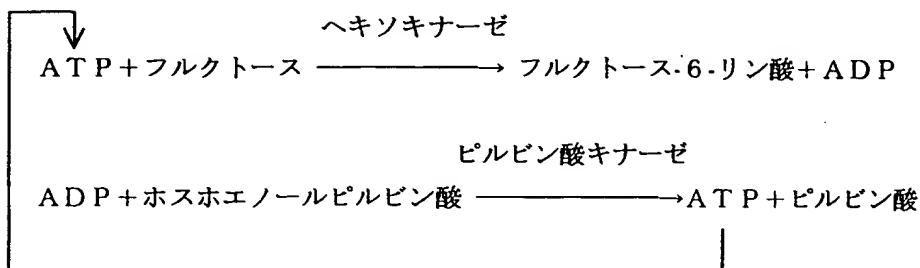 ヘキソキナーゼ
ATP+フルクトース ⟶ フルクトース-6-リン酸+ADP
ピルビン酸キナーゼ
ADP+ホスホエノールピルビン酸 ⟶ ATP+ピルビン酸